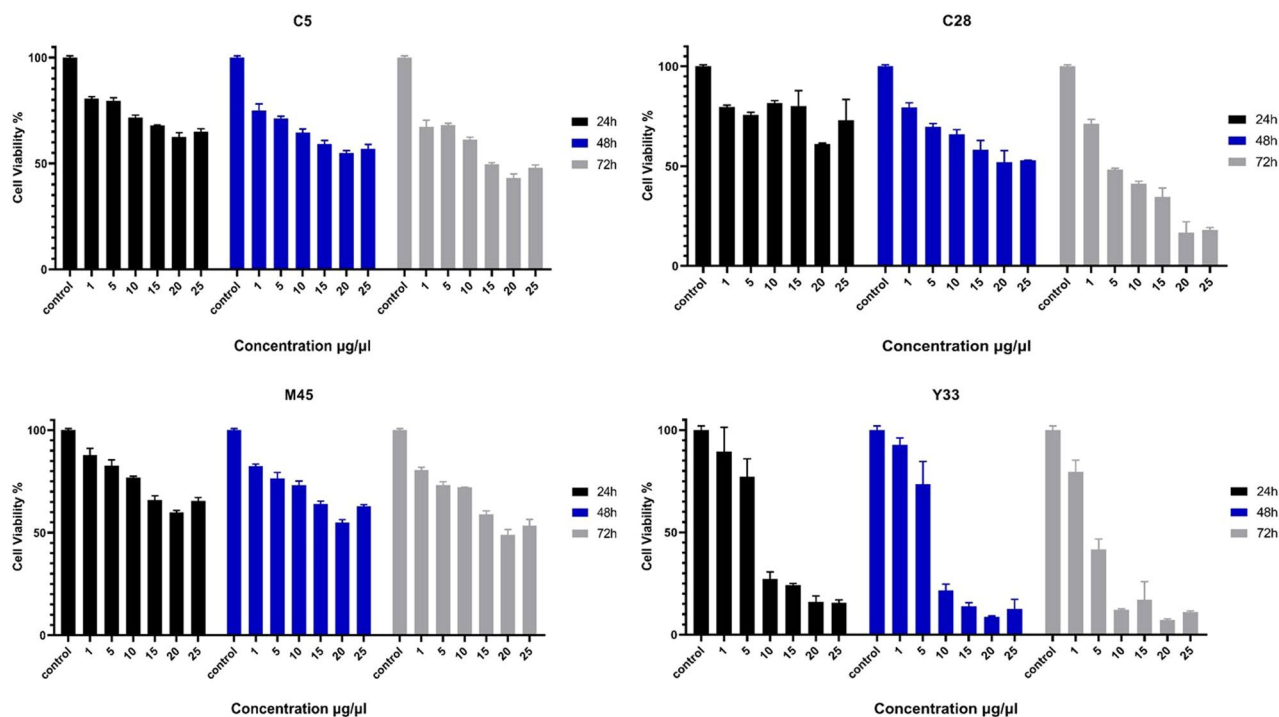 C5
Cell Viability %
100
50
0
control 1 5 10 15 20 25 control 1 5 10 15 20 25 control 1 5 10 15 20 25
Concentration µg/µl
24h
48h
72h
C28
Cell Viability %
100
50
0
control 1 5 10 15 20 25 control 1 5 10 15 20 25 control 1 5 10 15 20 25
Concentration µg/µl
24h
48h
72h
M45
Cell Viability %
100
50
0
control 1 5 10 15 20 25 control 1 5 10 15 20 25 control 1 5 10 15 20 25
Concentration µg/µl
24h
48h
72h
Y33
Cell Viability %
100
50
0
control 1 5 10 15 20 25 control 1 5 10 15 20 25 control 1 5 10 15 20 25
Concentration µg/µl
24h
48h
72h